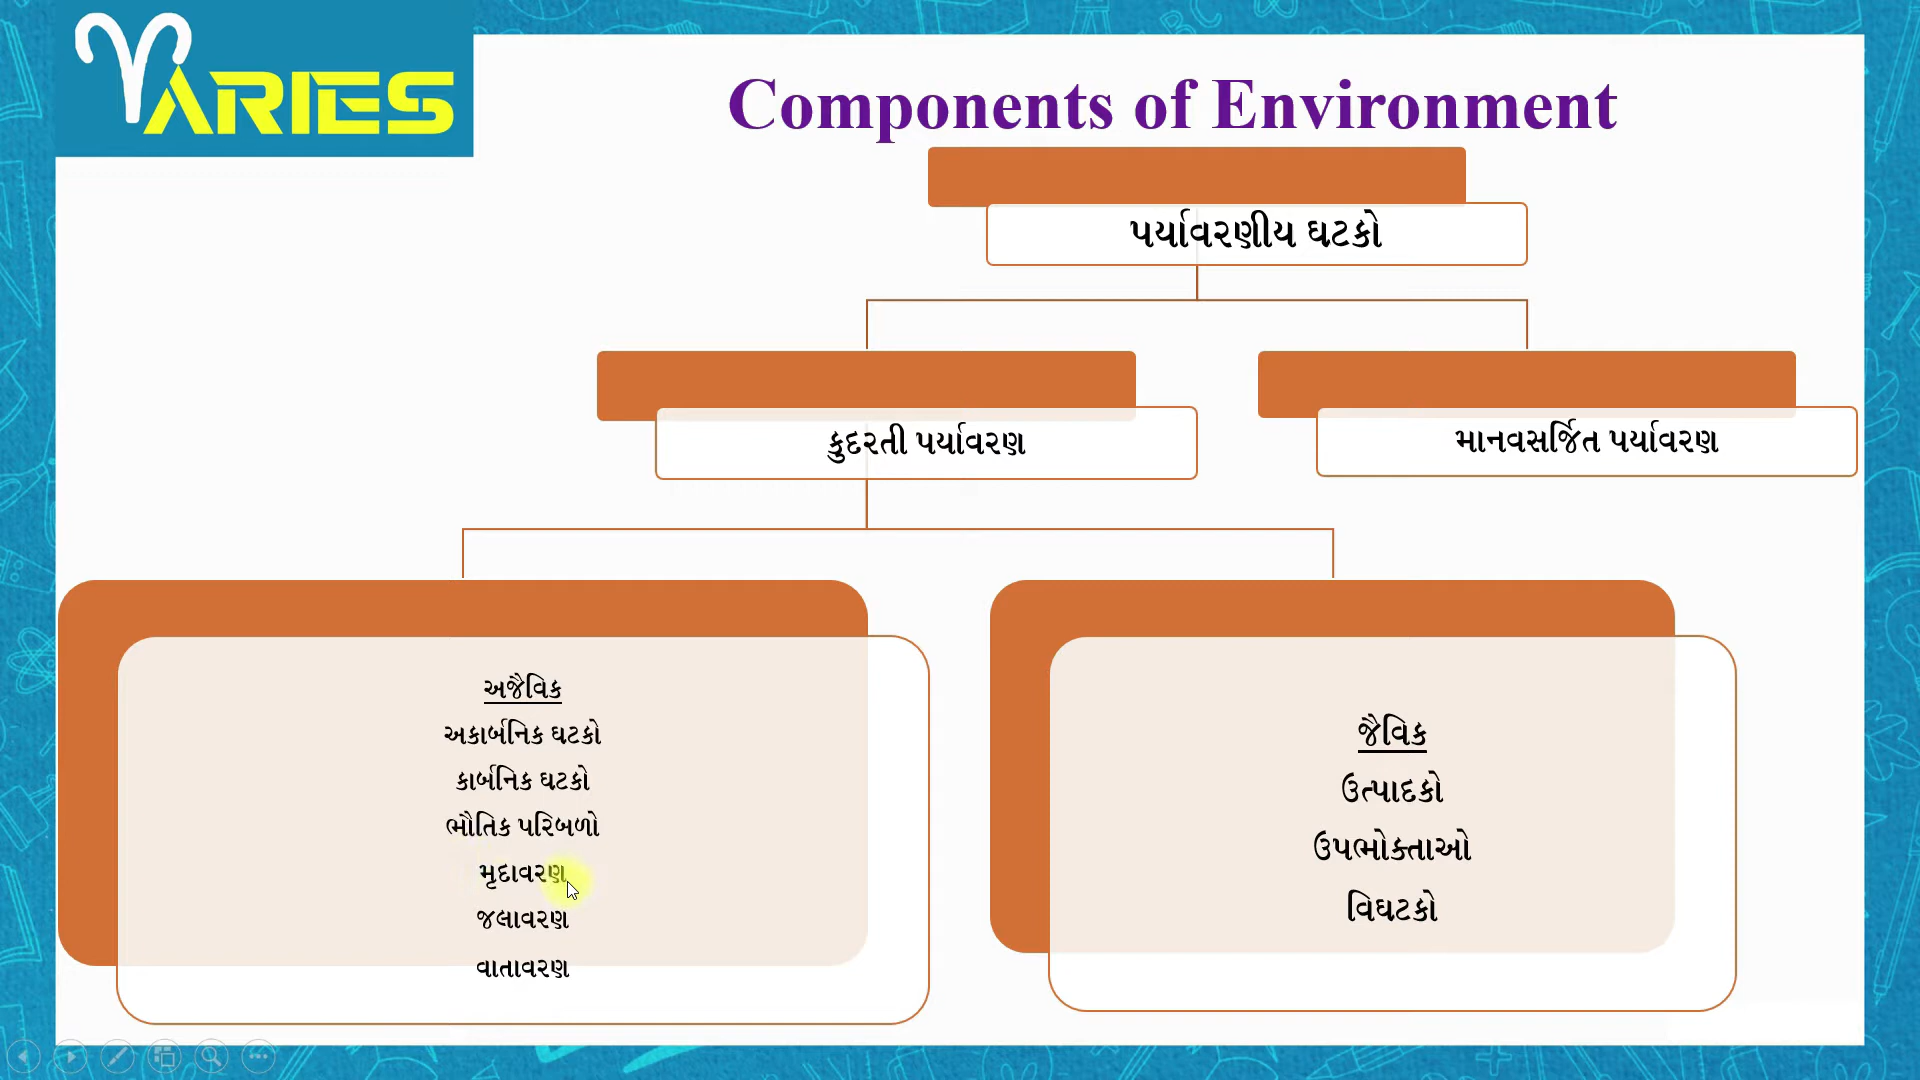 ARIES
Components of Environment
પર્યાવરણીય ઘટકો
કુદરતી પર્યાવરણ
માનવસર્જિત પર્યાવરણ
અજૈવિક
અકાર્બનિક ઘટકો
કાર્બનિક ઘટકો
ભૌતિક પરિબળો
મૃદાવરણ
જલાવરણ
વાતાવરણ
જૈવિક
ઉત્પાદકો
ઉપભોક્તાઓ
વિઘટકો